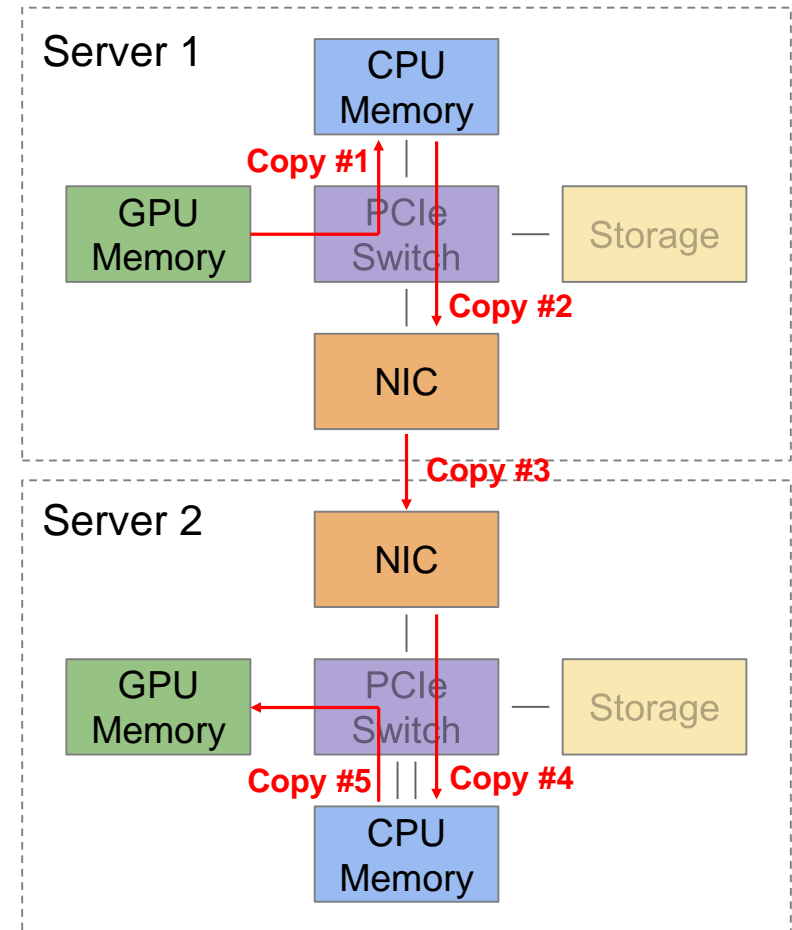 Server 1
CPU
Memory
Copy #1
GPU
Memory
PCIe
Switch
Storage
Copy #2
NIC
Copy #3
Server 2
NIC
GPU
Memory
PCIe
Switch
Storage
Copy #5
Copy #4
CPU
Memory